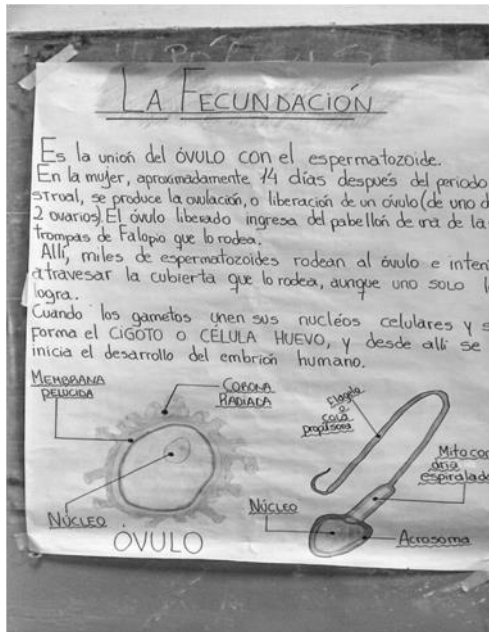 LA FECUNDACIÓN
Es la unión del óvulo con el espermatozoide.
En la mujer, aproximadamente 14 días después del periodo
strual, se produce la ovulación, o liberación de un óvulo (de uno d
2 ovarios). El óvulo liberado ingresa del pabellón de una de la
trompas de Falopio que lo rodea.
Allí, miles de espermatozoides rodean al óvulo e inten
atravesar la cubierta que lo rodea, aunque uno solo l
logra.
Cuando los gametos unen sus nucléos celulares y s
forma el CIGOTO o CÉLULA HUEVO, y desde allí se
inicia el desarrollo del embrión humano.
MEMBRANA
PELUCIDA
CORONA
RADIADA
NÚCLEO
ÓVULO
Flagelo
o
cola
propulsora
Mitocon
dria
espiralada
NÚCLEO
Acrosoma